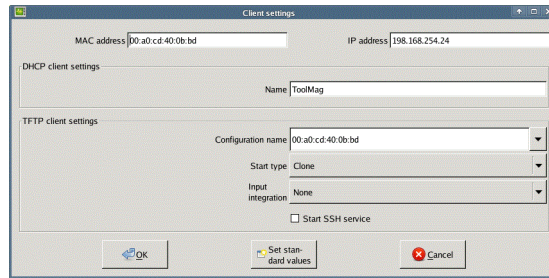 Client settings
MAC address 00:a0:cd:40:0b:bd IP address 198.168.254.24
DHCP client settings
Name ToolMag
TFTP client settings
Configuration name 00:a0:cd:40:0b:bd
Start type Clone
Input
integration None
Start SSH service
OK
Set stan-
dard values
Cancel